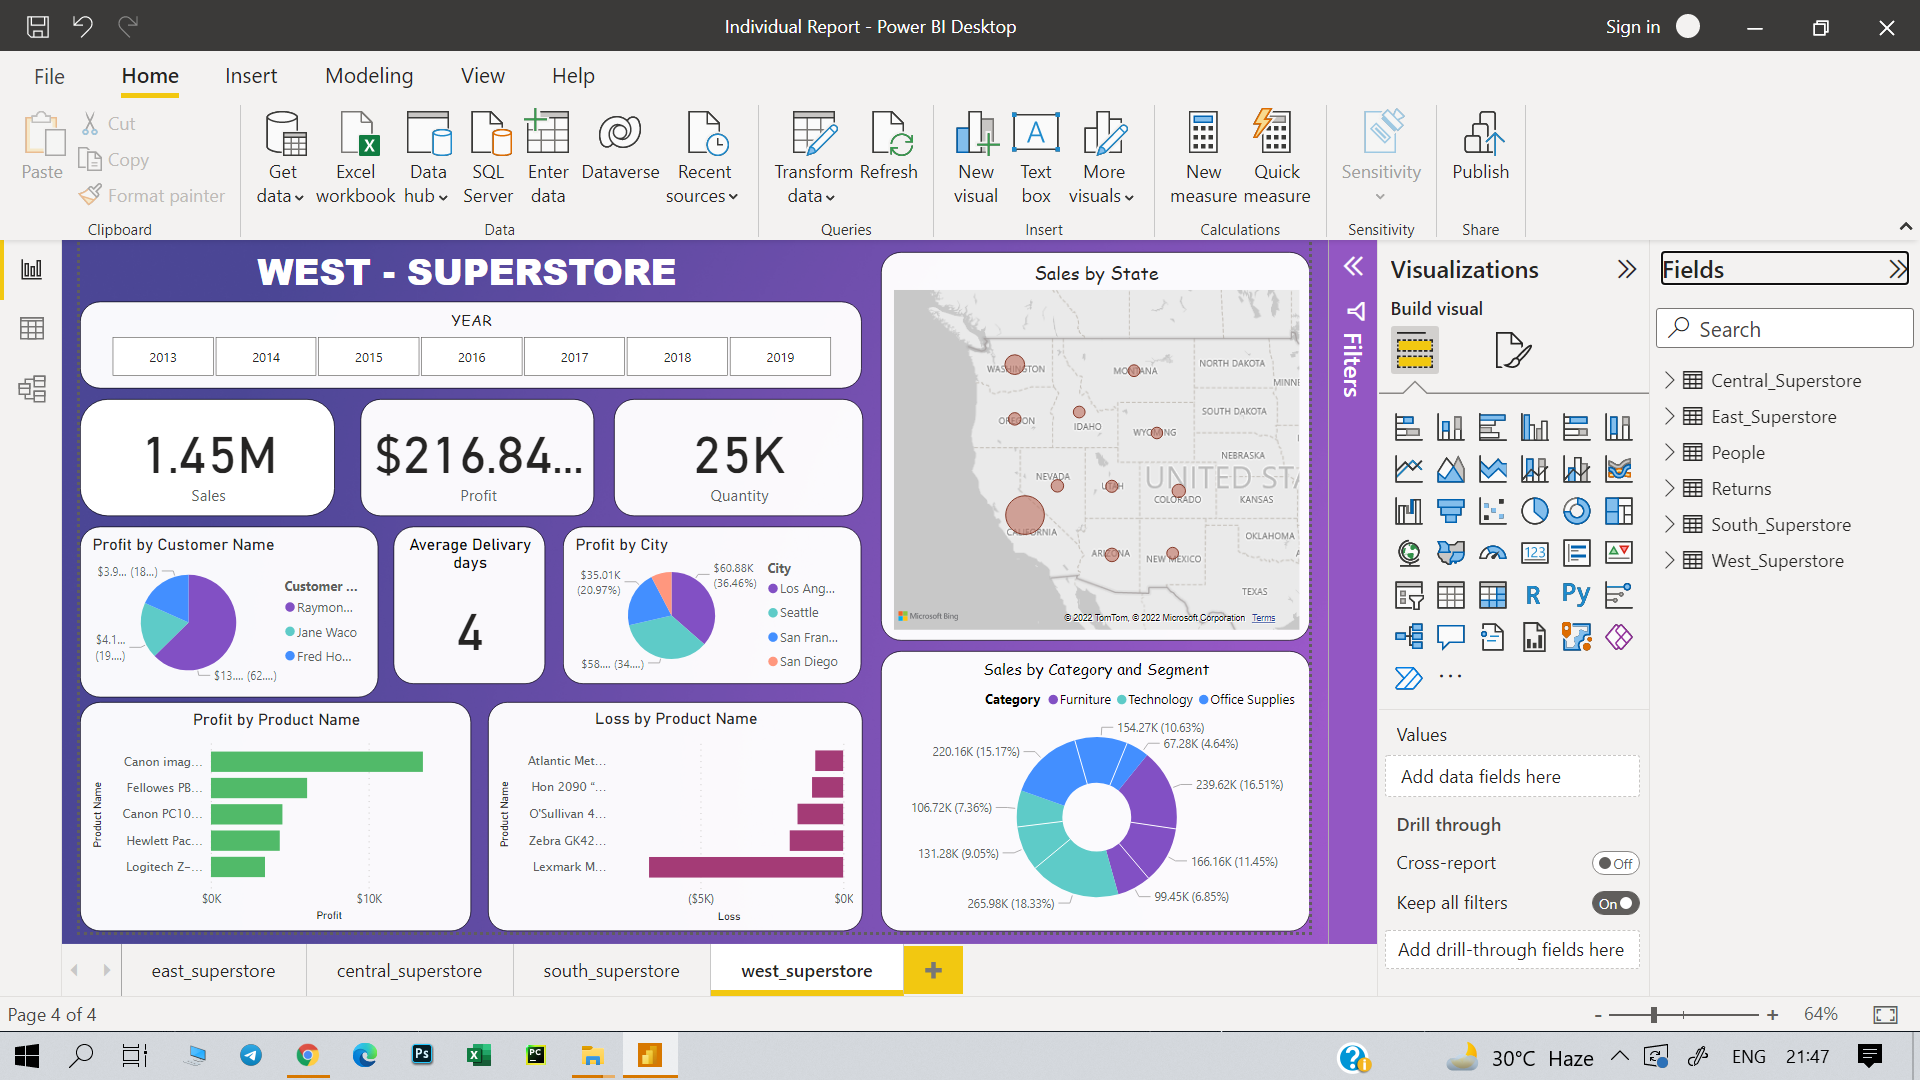 Individual Report - Power BI Desktop
Sign in
File
Home
Insert
Modeling
View
Help
Paste
Cut
Copy
Format painter
Clipboard
Get data
Excel workbook
Data hub
SQL Server
Enter data
Dataverse
Recent sources
Data
Transform data
Refresh
Queries
New visual
Text box
More visuals
Insert
New measure
Quick measure
Calculations
Sensitivity
Sensitivity
Publish
Share
WEST - SUPERSTORE
YEAR
2013 2014 2015 2016 2017 2018 2019
1.45M
Sales
$216.84...
Profit
25K
Quantity
Profit by Customer Name
$3.9... (18...)
$4.1...
(19....)
$13.... (62....)
Customer ...
Raymon...
Jane Waco
Fred Ho...
Average Delivary
days
4
Profit by City
$35.01K
(20.97%)
$60.88K
(36.46%)
$58.... (34....)
City
Los Ang...
Seattle
San Fran...
San Diego
Profit by Product Name
Product Name
Canon imag...
Fellowes PB...
Canon PC10...
Hewlett Pac...
Logitech Z-...
$0K $10K
Profit
Loss by Product Name
Product Name
Atlantic Met...
Hon 2090 “...
O'Sullivan 4...
Zebra GK42...
Lexmark M...
($5K) $0K
Loss
Sales by State
WASHINGTON
MONTANA
NORTH DAKOTA
MINNE
OREGON
IDAHO
SOUTH DAKOTA
WYOMING
NEBRASKA
NEVADA
UTAH
UNITED STA
COLORADO
KANSAS
CALIFORNIA
ARIZONA
NEW MEXICO
OKLAHOMA
TEXAS
Microsoft Bing
© 2022 TomTom, © 2022 Microsoft Corporation Terms
Sales by Category and Segment
Category Furniture Technology Office Supplies
154.27K (10.63%)
67.28K (4.64%)
220.16K (15.17%)
239.62K (16.51%)
106.72K (7.36%)
131.28K (9.05%)
166.16K (11.45%)
265.98K (18.33%)
99.45K (6.85%)
Filters
Visualizations
Build visual
123
R
Py
Values
Add data fields here
Drill through
Cross-report
Off
Keep all filters
On
Add drill-through fields here
Fields
Search
Central_Superstore
East_Superstore
People
Returns
South_Superstore
West_Superstore
east_superstore
central_superstore
south_superstore
west_superstore
Page 4 of 4
64%
Ps
PC
30°C Haze
ENG
21:47